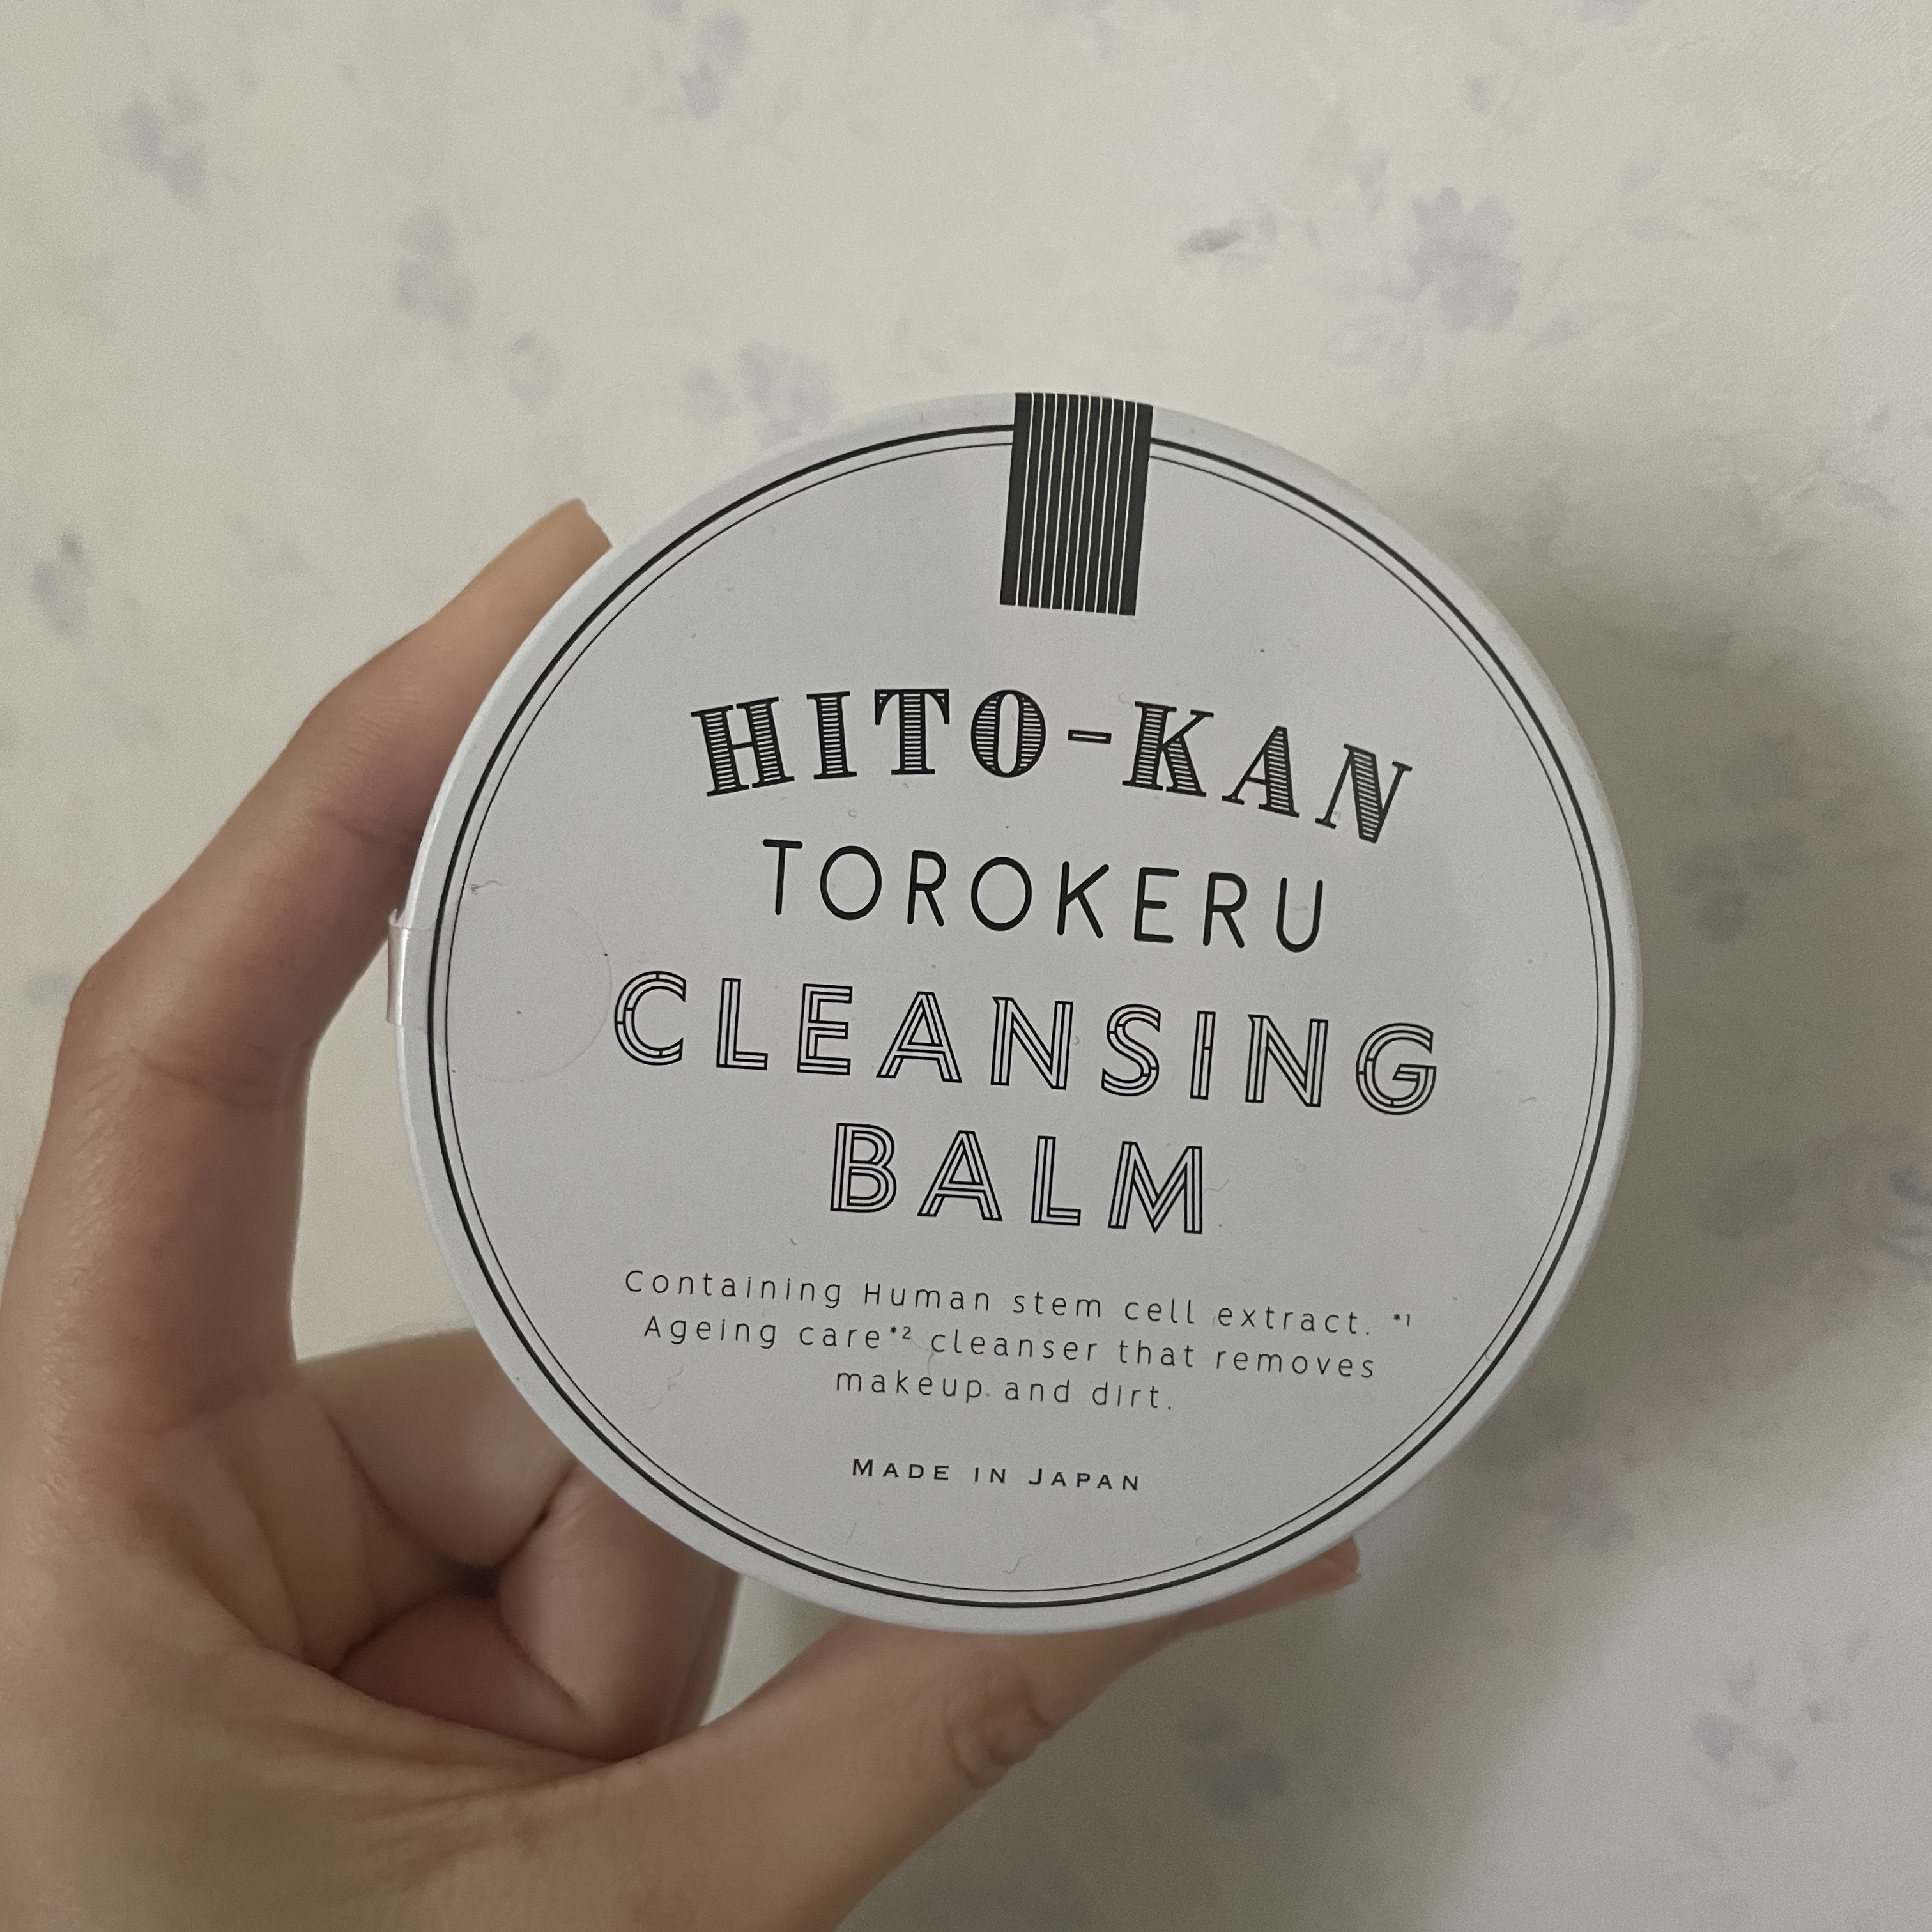 HITO-KAN
TOROKERU
CLEANSING
BALM
Containing Human stem cell extract. *1
Ageing care*2 cleanser that removes
makeup and dirt.
MADE IN JAPAN